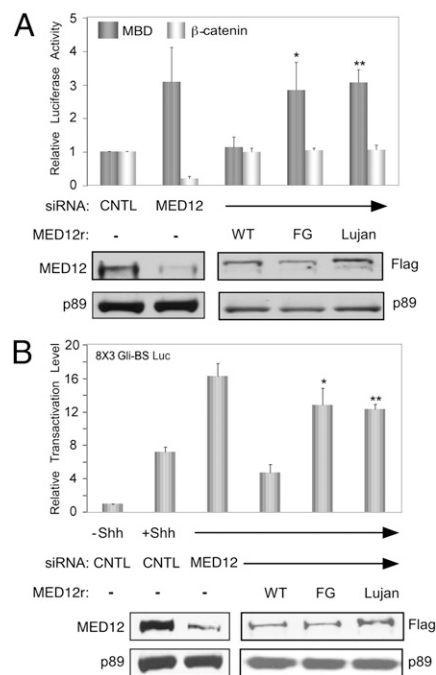 A
MBD β-catenin
Relative Luciferase Activity
5
4
3
2
1
0
* **
siRNA: CNTL MED12
MED12r: - - WT FG Lujan
MED12 Flag
p89 p89
B
8X3 Gli-BS Luc
Relative Transactivation Level
20
16
12
8
4
0
* **
-Shh +Shh
siRNA: CNTL CNTL MED12
MED12r: - - - WT FG Lujan
MED12 Flag
p89 p89